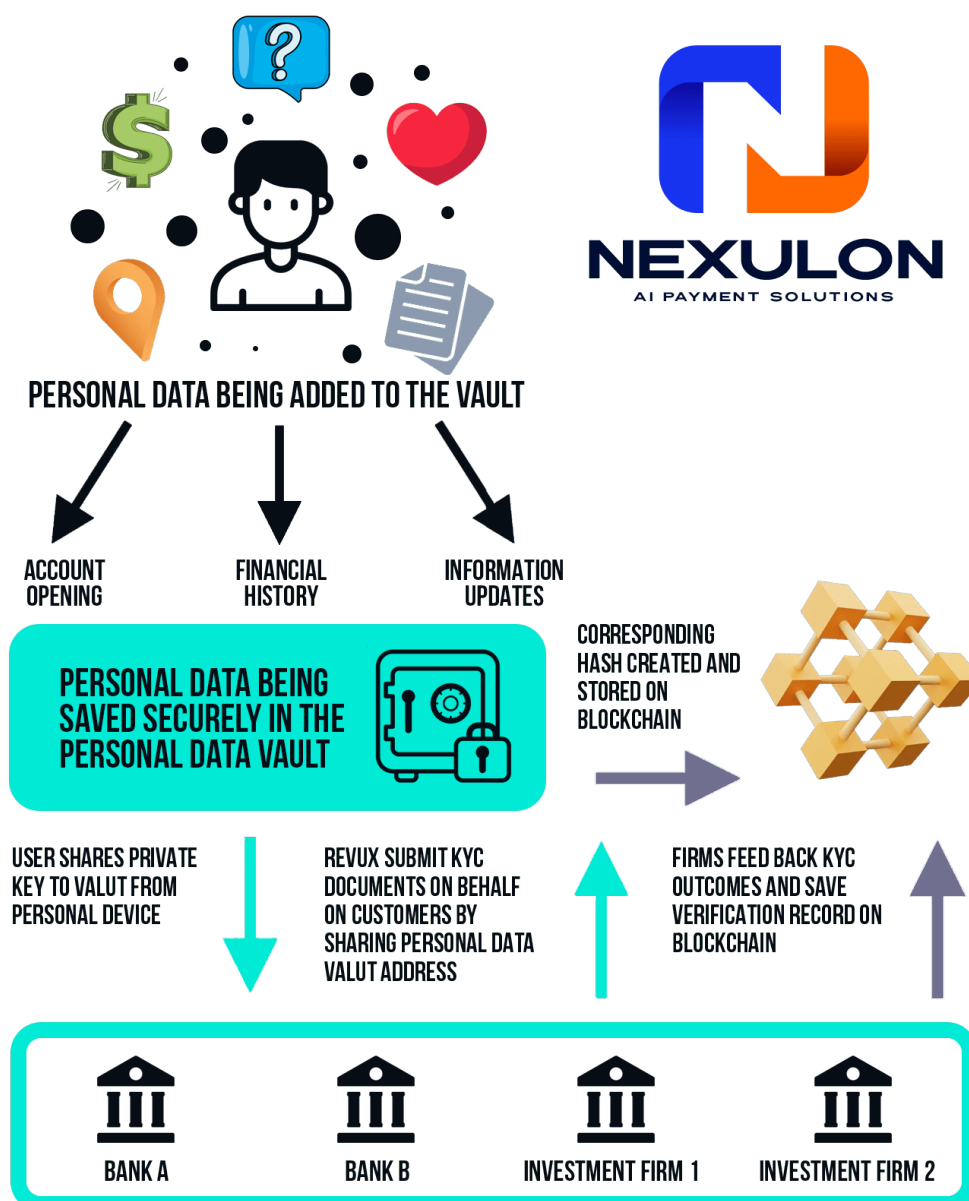 ?
$
NEXULON
AI PAYMENT SOLUTIONS
PERSONAL DATA BEING ADDED TO THE VAULT
ACCOUNT
OPENING
FINANCIAL
HISTORY
INFORMATION
UPDATES
PERSONAL DATA BEING
SAVED SECURELY IN THE
PERSONAL DATA VAULT
CORRESPONDING
HASH CREATED AND
STORED ON
BLOCKCHAIN
USER SHARES PRIVATE
KEY TO VALUT FROM
PERSONAL DEVICE
REVUX SUBMIT KYC
DOCUMENTS ON BEHALF
ON CUSTOMERS BY
SHARING PERSONAL DATA
VALUT ADDRESS
FIRMS FEED BACK KYC
OUTCOMES AND SAVE
VERIFICATION RECORD ON
BLOCKCHAIN
BANK A
BANK B
INVESTMENT FIRM 1
INVESTMENT FIRM 2